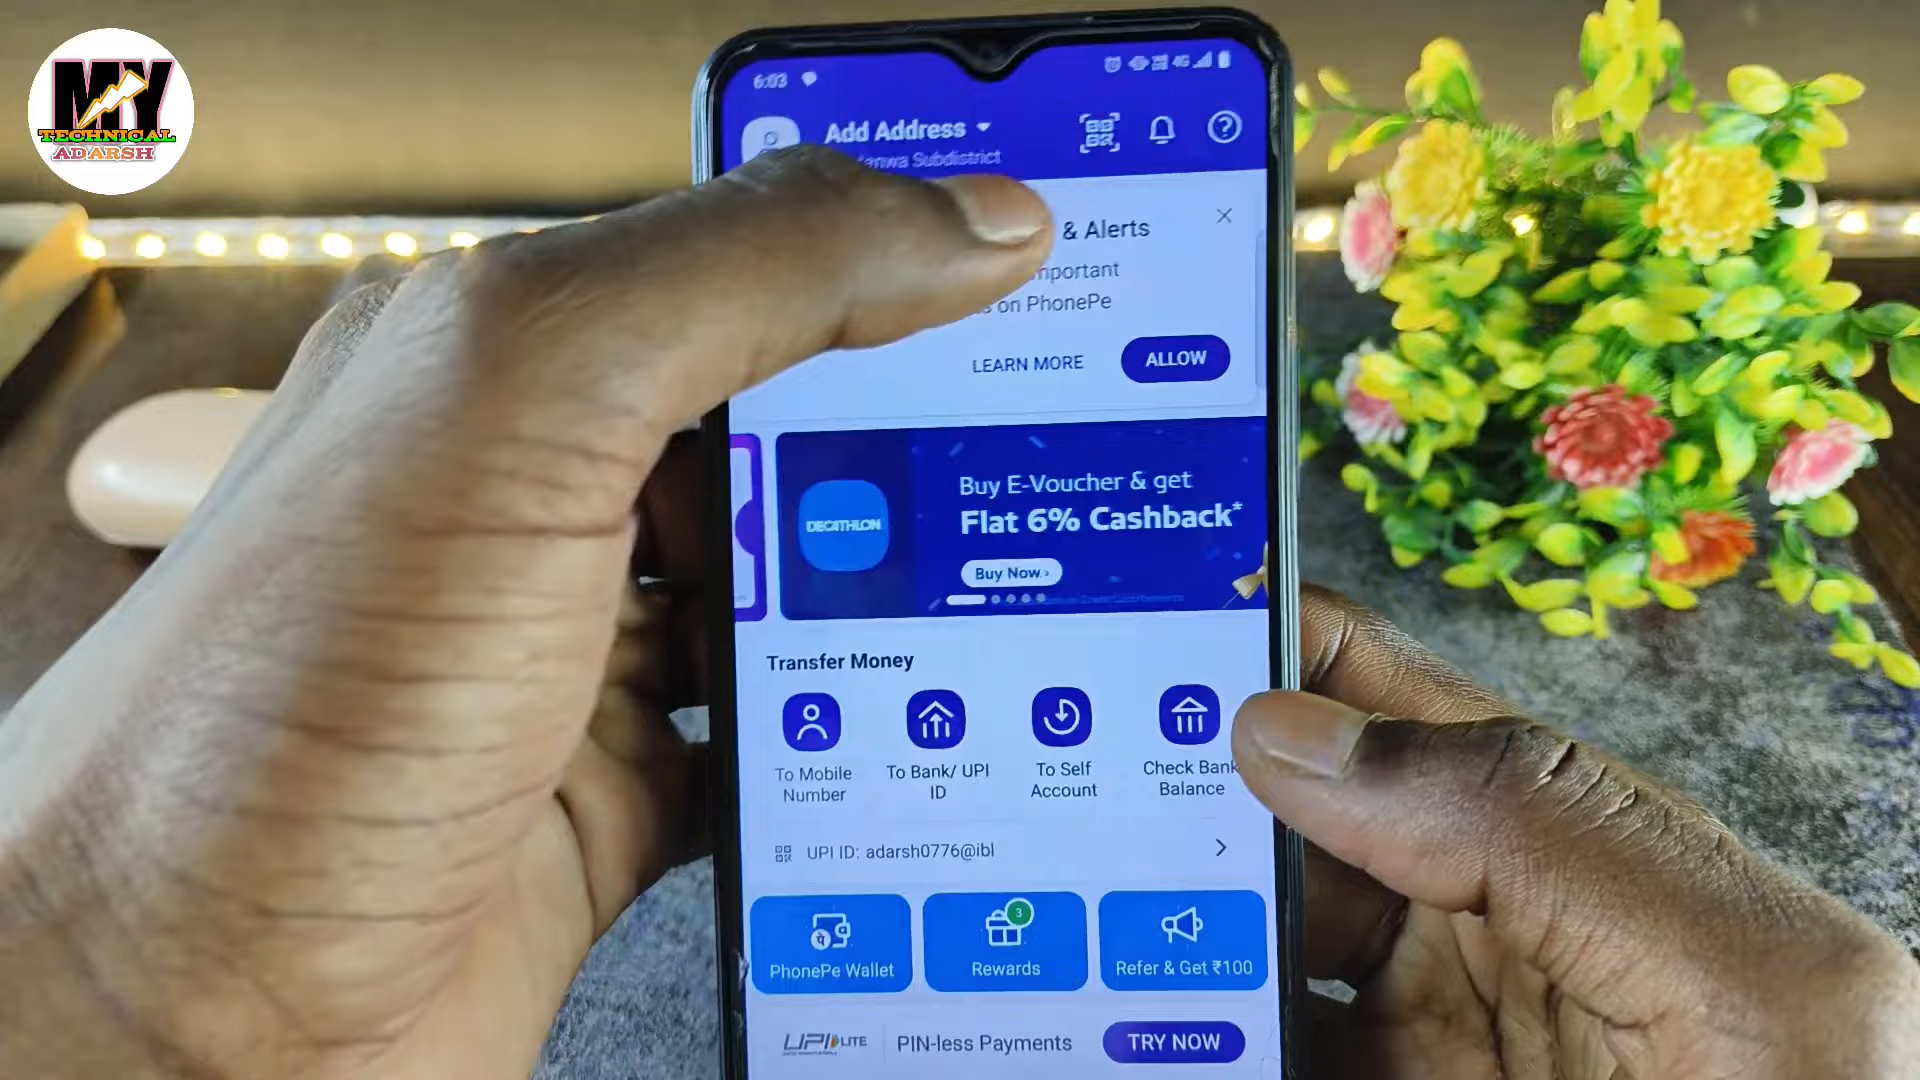 MY
TECHNICAL
ADARSH
6:03
4G
Add Address
Subdistrict
& Alerts
on PhonePe
LEARN MORE
ALLOW
DECATHLON
Buy E-Voucher & get
Flat 6% Cashback*
Buy Now ›
Transfer Money
To Mobile
Number
To Bank/ UPI
ID
To Self
Account
Check Bank
Balance
UPI ID: adarsh0776@ibl
3
PhonePe Wallet
Rewards
Refer & Get ₹100
UPI LITE
PIN-less Payments
TRY NOW